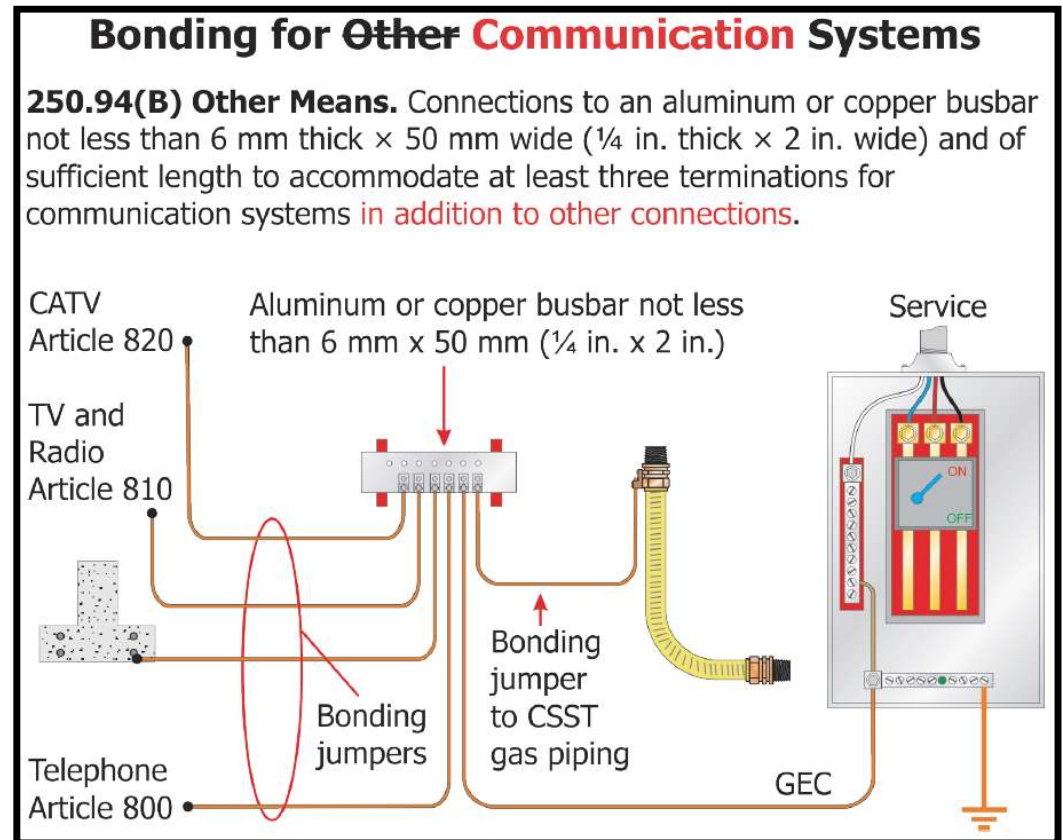 Bonding for Other Communication Systems
250.94(B) Other Means. Connections to an aluminum or copper busbar
not less than 6 mm thick × 50 mm wide (¼ in. thick × 2 in. wide) and of
sufficient length to accommodate at least three terminations for
communication systems in addition to other connections.
CATV
Article 820
Aluminum or copper busbar not less
than 6 mm x 50 mm (¼ in. x 2 in.)
Service
TV and
Radio
Article 810
ON
OFF
Bonding
jumper
to CSST
gas piping
Bonding
jumpers
Telephone
Article 800
GEC